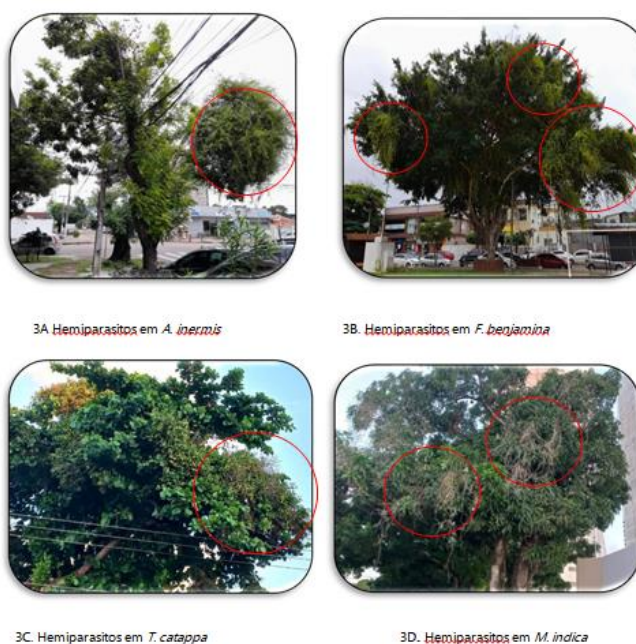 3A Hemiparasitos em A. inermis
3B. Hemiparasitos em F. benjamina
3C. Hemiparasitos em T. catappa
3D. Hemiparasitos em M. indica